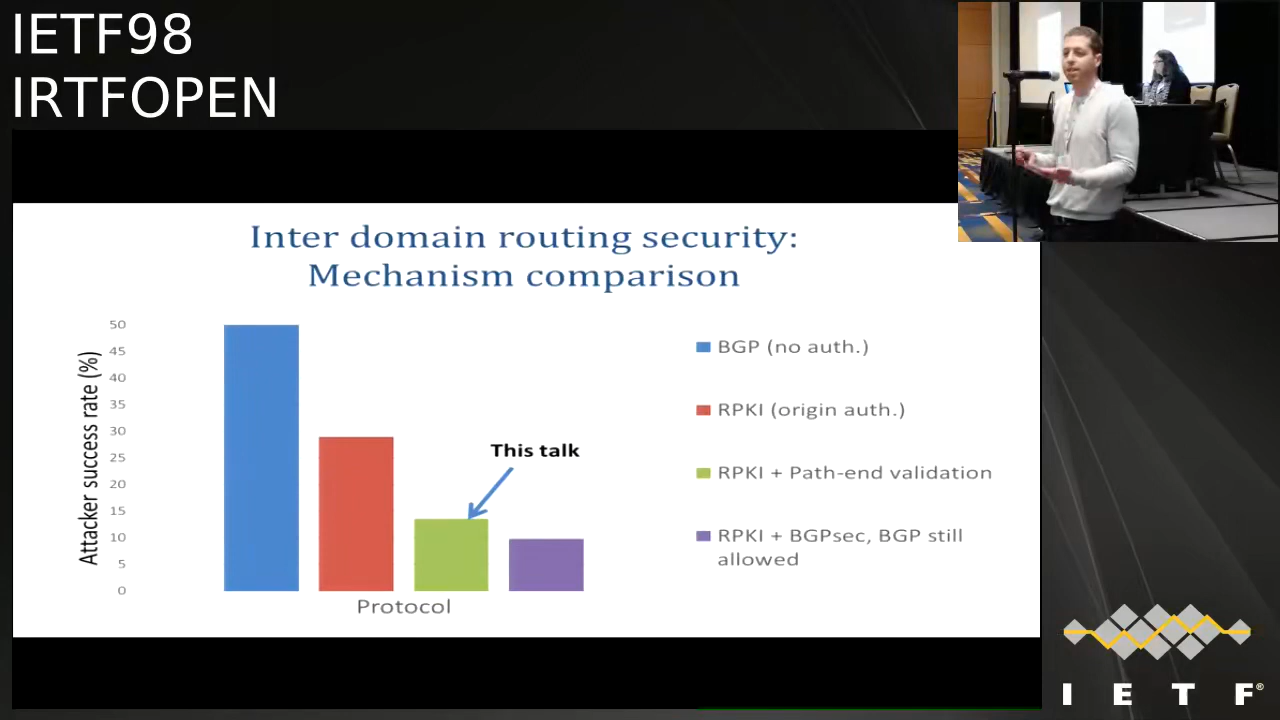 IETF98
IRTFOPEN
Inter domain routing security:
Mechanism comparison
Attacker success rate (%)
50
45
40
35
30
25
20
15
10
5
0
This talk
Protocol
BGP (no auth.)
RPKI (origin auth.)
RPKI + Path-end validation
RPKI + BGPsec, BGP still
allowed
I E T F®